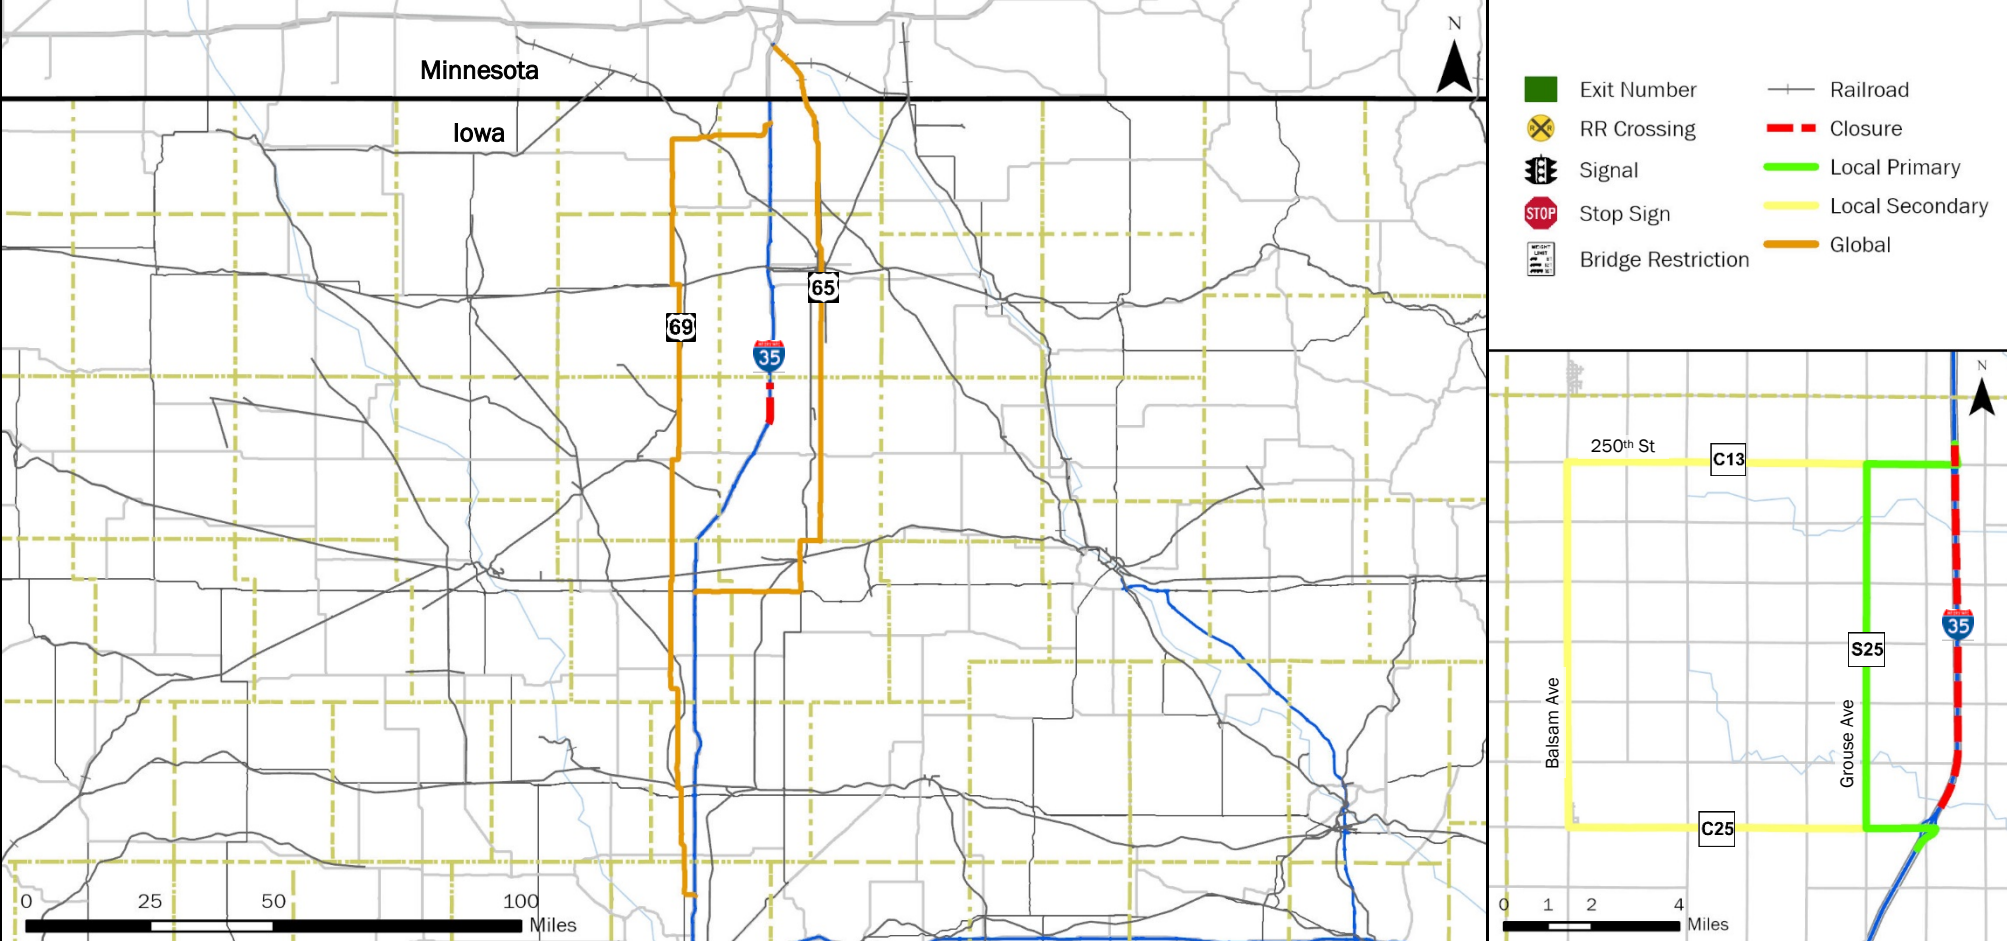 N
Minnesota
Iowa
65
69
35
0 25 50 100
Miles
Exit Number
Railroad
RR Crossing
Closure
Signal
Local Primary
STOP
Stop Sign
Local Secondary
WEIGHT
LIMIT
Bridge Restriction
Global
N
250th St
C13
35
S25
Balsam Ave
Grouse Ave
C25
0 1 2 4
Miles